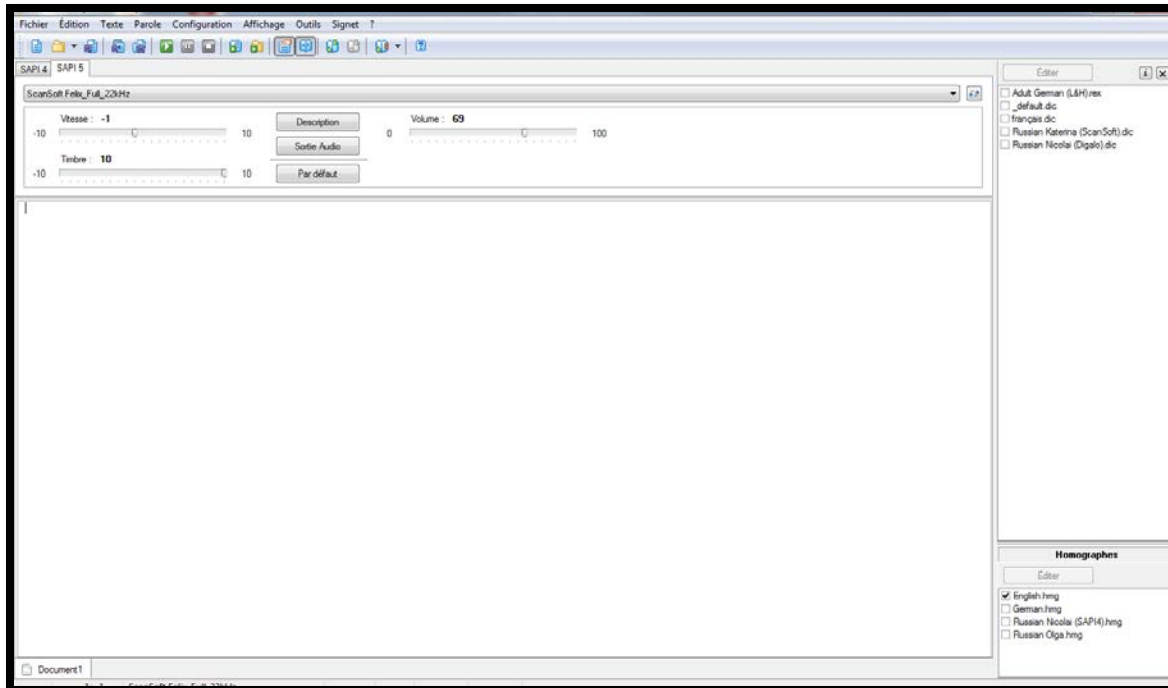 Fichier Édition Texte Parole Configuration Affichage Outils Signet ?
SAPI 4 SAPI 5
ScanSoft Felix_Full_22kHz
Vitesse : -1
-10 10
Timbre : 10
-10 10
Description
Sortie Audio
Par défaut
Volume : 69
0 100
Éditer
Adult German (L&H).rex
_default.dic
français.dic
Russian Katerina (ScanSoft).dic
Russian Nicolai (Digalo).dic
Homographes
Éditer
English.hmg
German.hmg
Russian Nicolai (SAPI4).hmg
Russian Olga.hmg
Document1